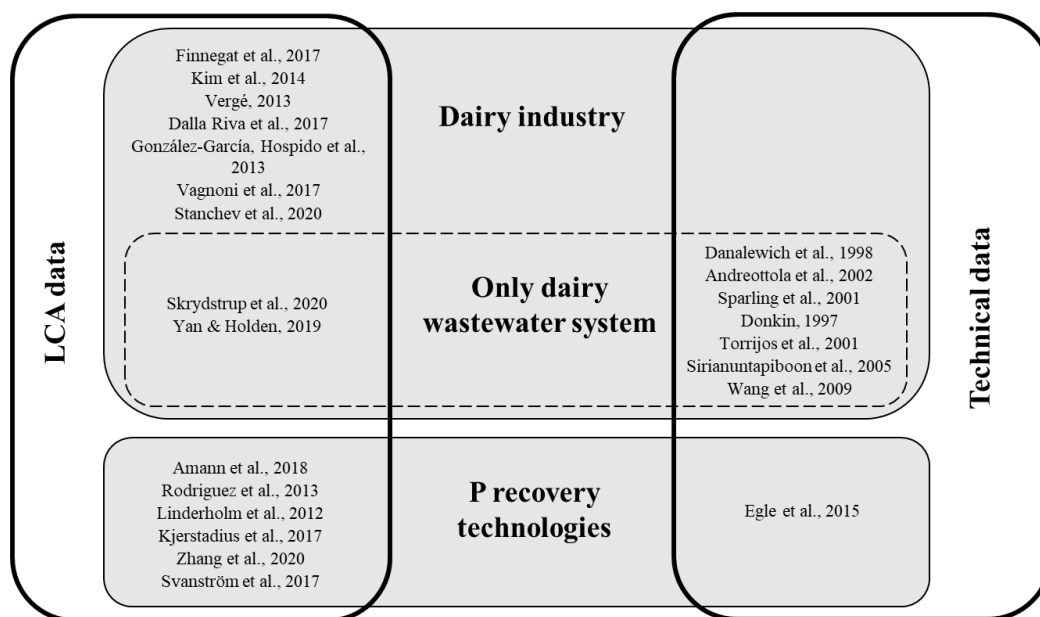 LCA data
Finnegat et al., 2017
Kim et al., 2014
Vergé, 2013
Dalla Riva et al., 2017
González-García, Hospido et al.,
2013
Vagnoni et al., 2017
Stanchev et al., 2020
Dairy industry
Skrydstrup et al., 2020
Yan & Holden, 2019
Only dairy
wastewater system
Danalewich et al., 1998
Andreottola et al., 2002
Sparling et al., 2001
Donkin, 1997
Torrijos et al., 2001
Sirianuntapiboon et al., 2005
Wang et al., 2009
Amann et al., 2018
Rodriguez et al., 2013
Linderholm et al., 2012
Kjerstadius et al., 2017
Zhang et al., 2020
Svanström et al., 2017
P recovery
technologies
Egle et al., 2015
Technical data